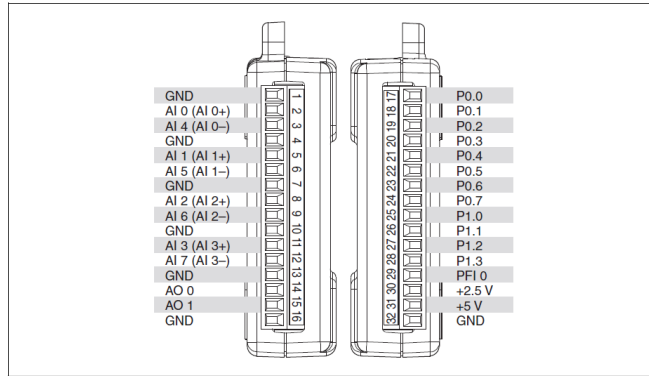 GND 1
AI 0 (AI 0+) 2
AI 4 (AI 0–) 3
GND 4
AI 1 (AI 1+) 5
AI 5 (AI 1–) 6
GND 7
AI 2 (AI 2+) 8
AI 6 (AI 2–) 9
GND 10
AI 3 (AI 3+) 11
AI 7 (AI 3–) 12
GND 13
AO 0 14
AO 1 15
GND 16
17 P0.0
18 P0.1
19 P0.2
20 P0.3
21 P0.4
22 P0.5
23 P0.6
24 P0.7
25 P1.0
26 P1.1
27 P1.2
28 P1.3
29 PFI 0
30 +2.5 V
31 +5 V
32 GND